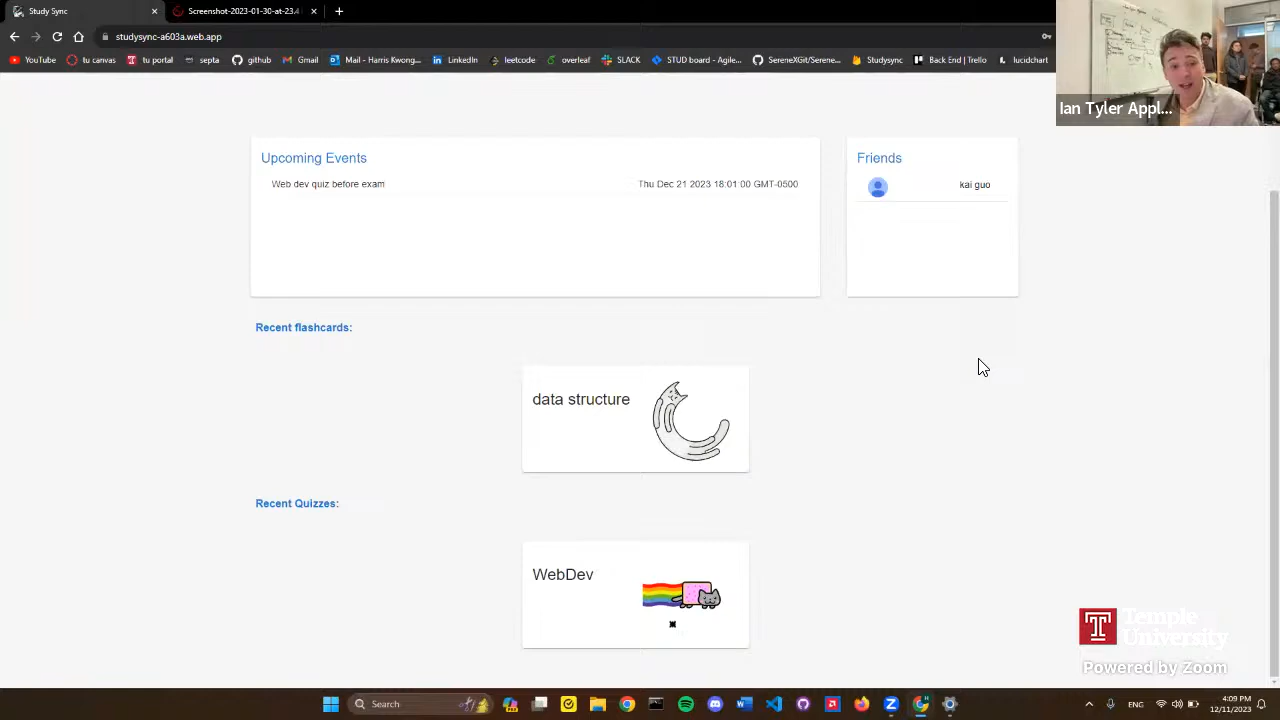 Study Sync
Screenshot-2023-01-30-at-23.4
studysync-a603a.web.app
YouTube
tu canvas
tu portal
septa
github
Gmail
Mail - Harris Kwong...
LinkedIn
leetcode
overleaf
SLACK
STUD board - Agile...
SereneXGit/Serene...
Studysync
Back End | Trello
lucidchart
Ian Tyler Appl...
Upcoming Events
Web dev quiz before exam
Thu Dec 21 2023 18:01:00 GMT-0500
Friends
kai guo
Recent flashcards:
data structure
Recent Quizzes:
WebDev
Temple
University
Powered by Zoom
Search
ENG
4:09 PM
12/11/2023